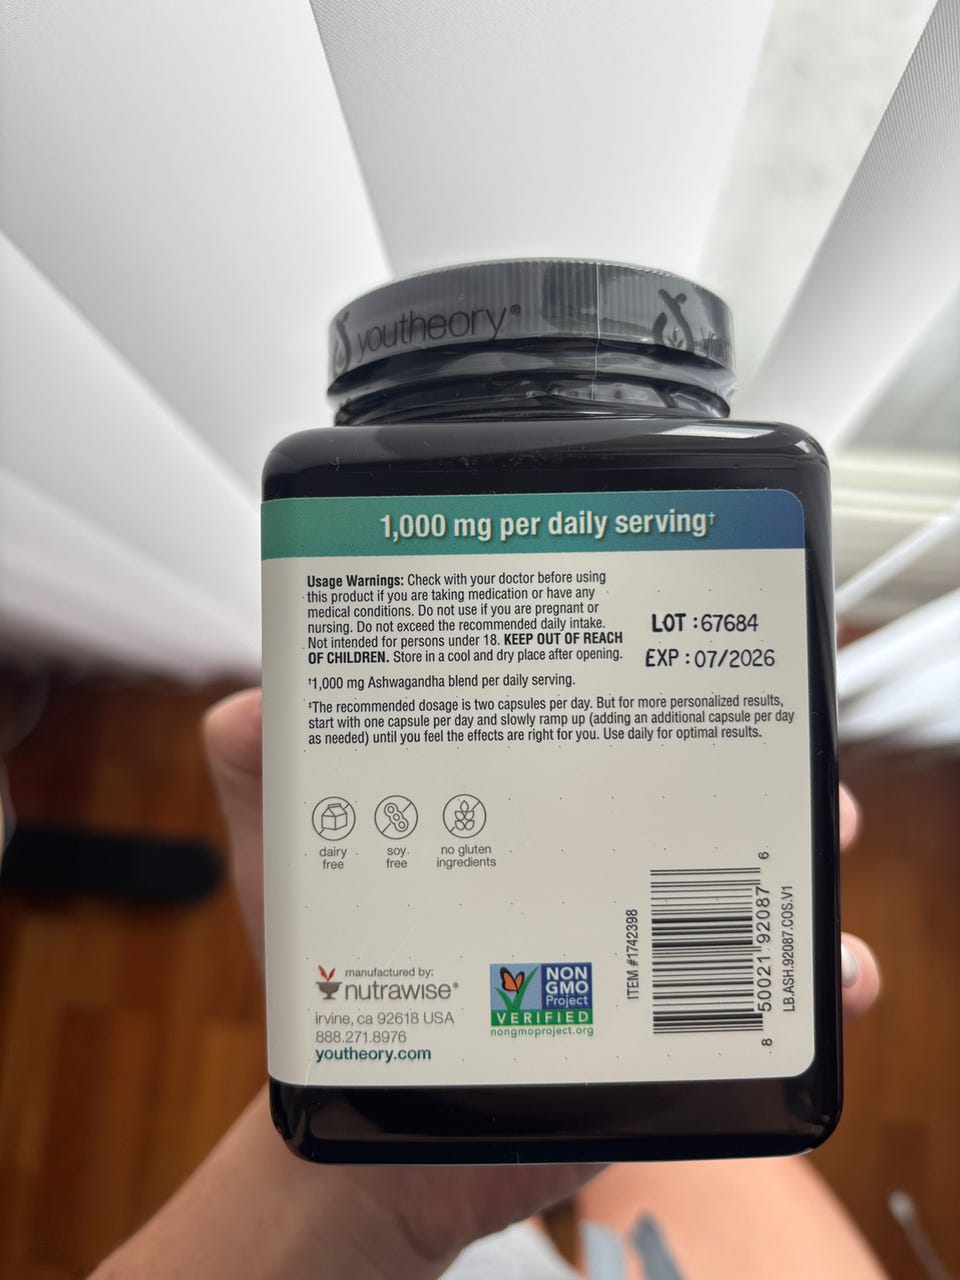 youtheory®
1,000 mg per daily serving†
Usage Warnings: Check with your doctor before using
this product if you are taking medication or have any
medical conditions. Do not use if you are pregnant or
nursing. Do not exceed the recommended daily intake.
Not intended for persons under 18. KEEP OUT OF REACH
OF CHILDREN. Store in a cool and dry place after opening.
LOT :67684
EXP :07/2026
†1,000 mg Ashwagandha blend per daily serving.
‡The recommended dosage is two capsules per day. But for more personalized results,
start with one capsule per day and slowly ramp up (adding an additional capsule per day
as needed) until you feel the effects are right for you. Use daily for optimal results.
dairy
free
soy
free
no gluten
ingredients
manufactured by:
nutrawise®
irvine, ca 92618 USA
888.271.8976
youtheory.com
NON
GMO
Project
VERIFIED
nongmoproject.org
ITEM #1742398
8 50021 92087 6
LB.ASH.92087.COS.V1